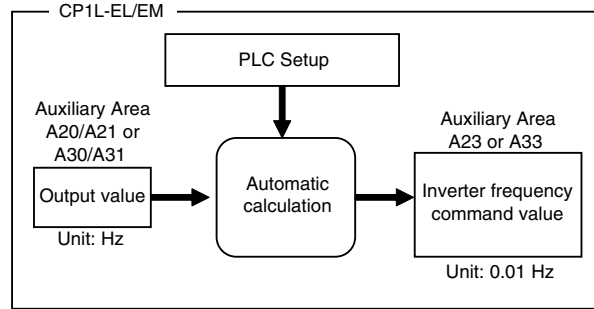 CP1L-EL/EM
PLC Setup
Auxiliary Area
A20/A21 or
A30/A31
Output value
Unit: Hz
Automatic
calculation
Auxiliary Area
A23 or A33
Inverter frequency
command value
Unit: 0.01 Hz